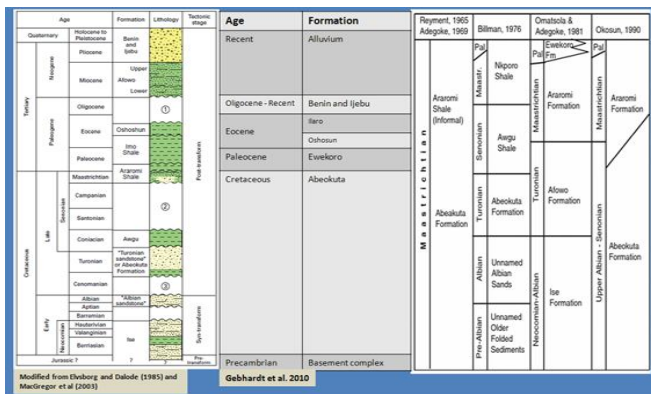 Age Formation Lithology Tectonic stage
Quaternary Holocene to Pleistocene Benin and Ijebu
Tertiary
Neogene
Pliocene
Miocene
Upper
Afowo
Lower
Paleogene
Oligocene
①
Eocene
Oshoshun
Imo Shale
Paleocene
Araromi Shale
Post-transform
Cretaceous
Late
Senonian
Maastrichtian
Campanian
②
Santonian
Coniacian
Awgu
Turonian
"Turonian sandstone" or Abeokuta Formation
Cenomanian
③
Early
Albian
"Albian sandstone"
Aptian
Barremian
Neocomian
Hauterivian
Valanginian
Ise
Berriasian
Syn-transform
Jurassic ?
?
?
Pre-transform
Modified from Elvsborg and Dalode (1985) and
MacGregor et al (2003)
Age Formation
Recent Alluvium
Oligocene - Recent Benin and Ijebu
Eocene
Ilaro
Oshosun
Paleocene Ewekoro
Cretaceous Abeokuta
Precambrian Basement complex
Gebhardt et al. 2010
Reyment, 1965
Adegoke, 1969
Billman, 1976
Omatsola &
Adegoke, 1981
Okosun, 1990
Maastrichtian
Araromi
Shale
(Informal)
Abeakuta
Formation
Pal.
Maastr.
Nkporo
Shale
Senonian
Awgu
Shale
Turonian
Abeokuta
Formation
Albian
Unnamed
Albian
Sands
Pre-Albian
Unnamed
Older
Folded
Sediments
Pal
Ewekoro
Fm
Maastrichtian
Araromi
Formation
Turonian
Afowo
Formation
Neocomian-Albian
Ise
Formation
Pal
Maastrichtian
Araromi
Formation
Upper Albian - Senonian
Abeokuta
Formation